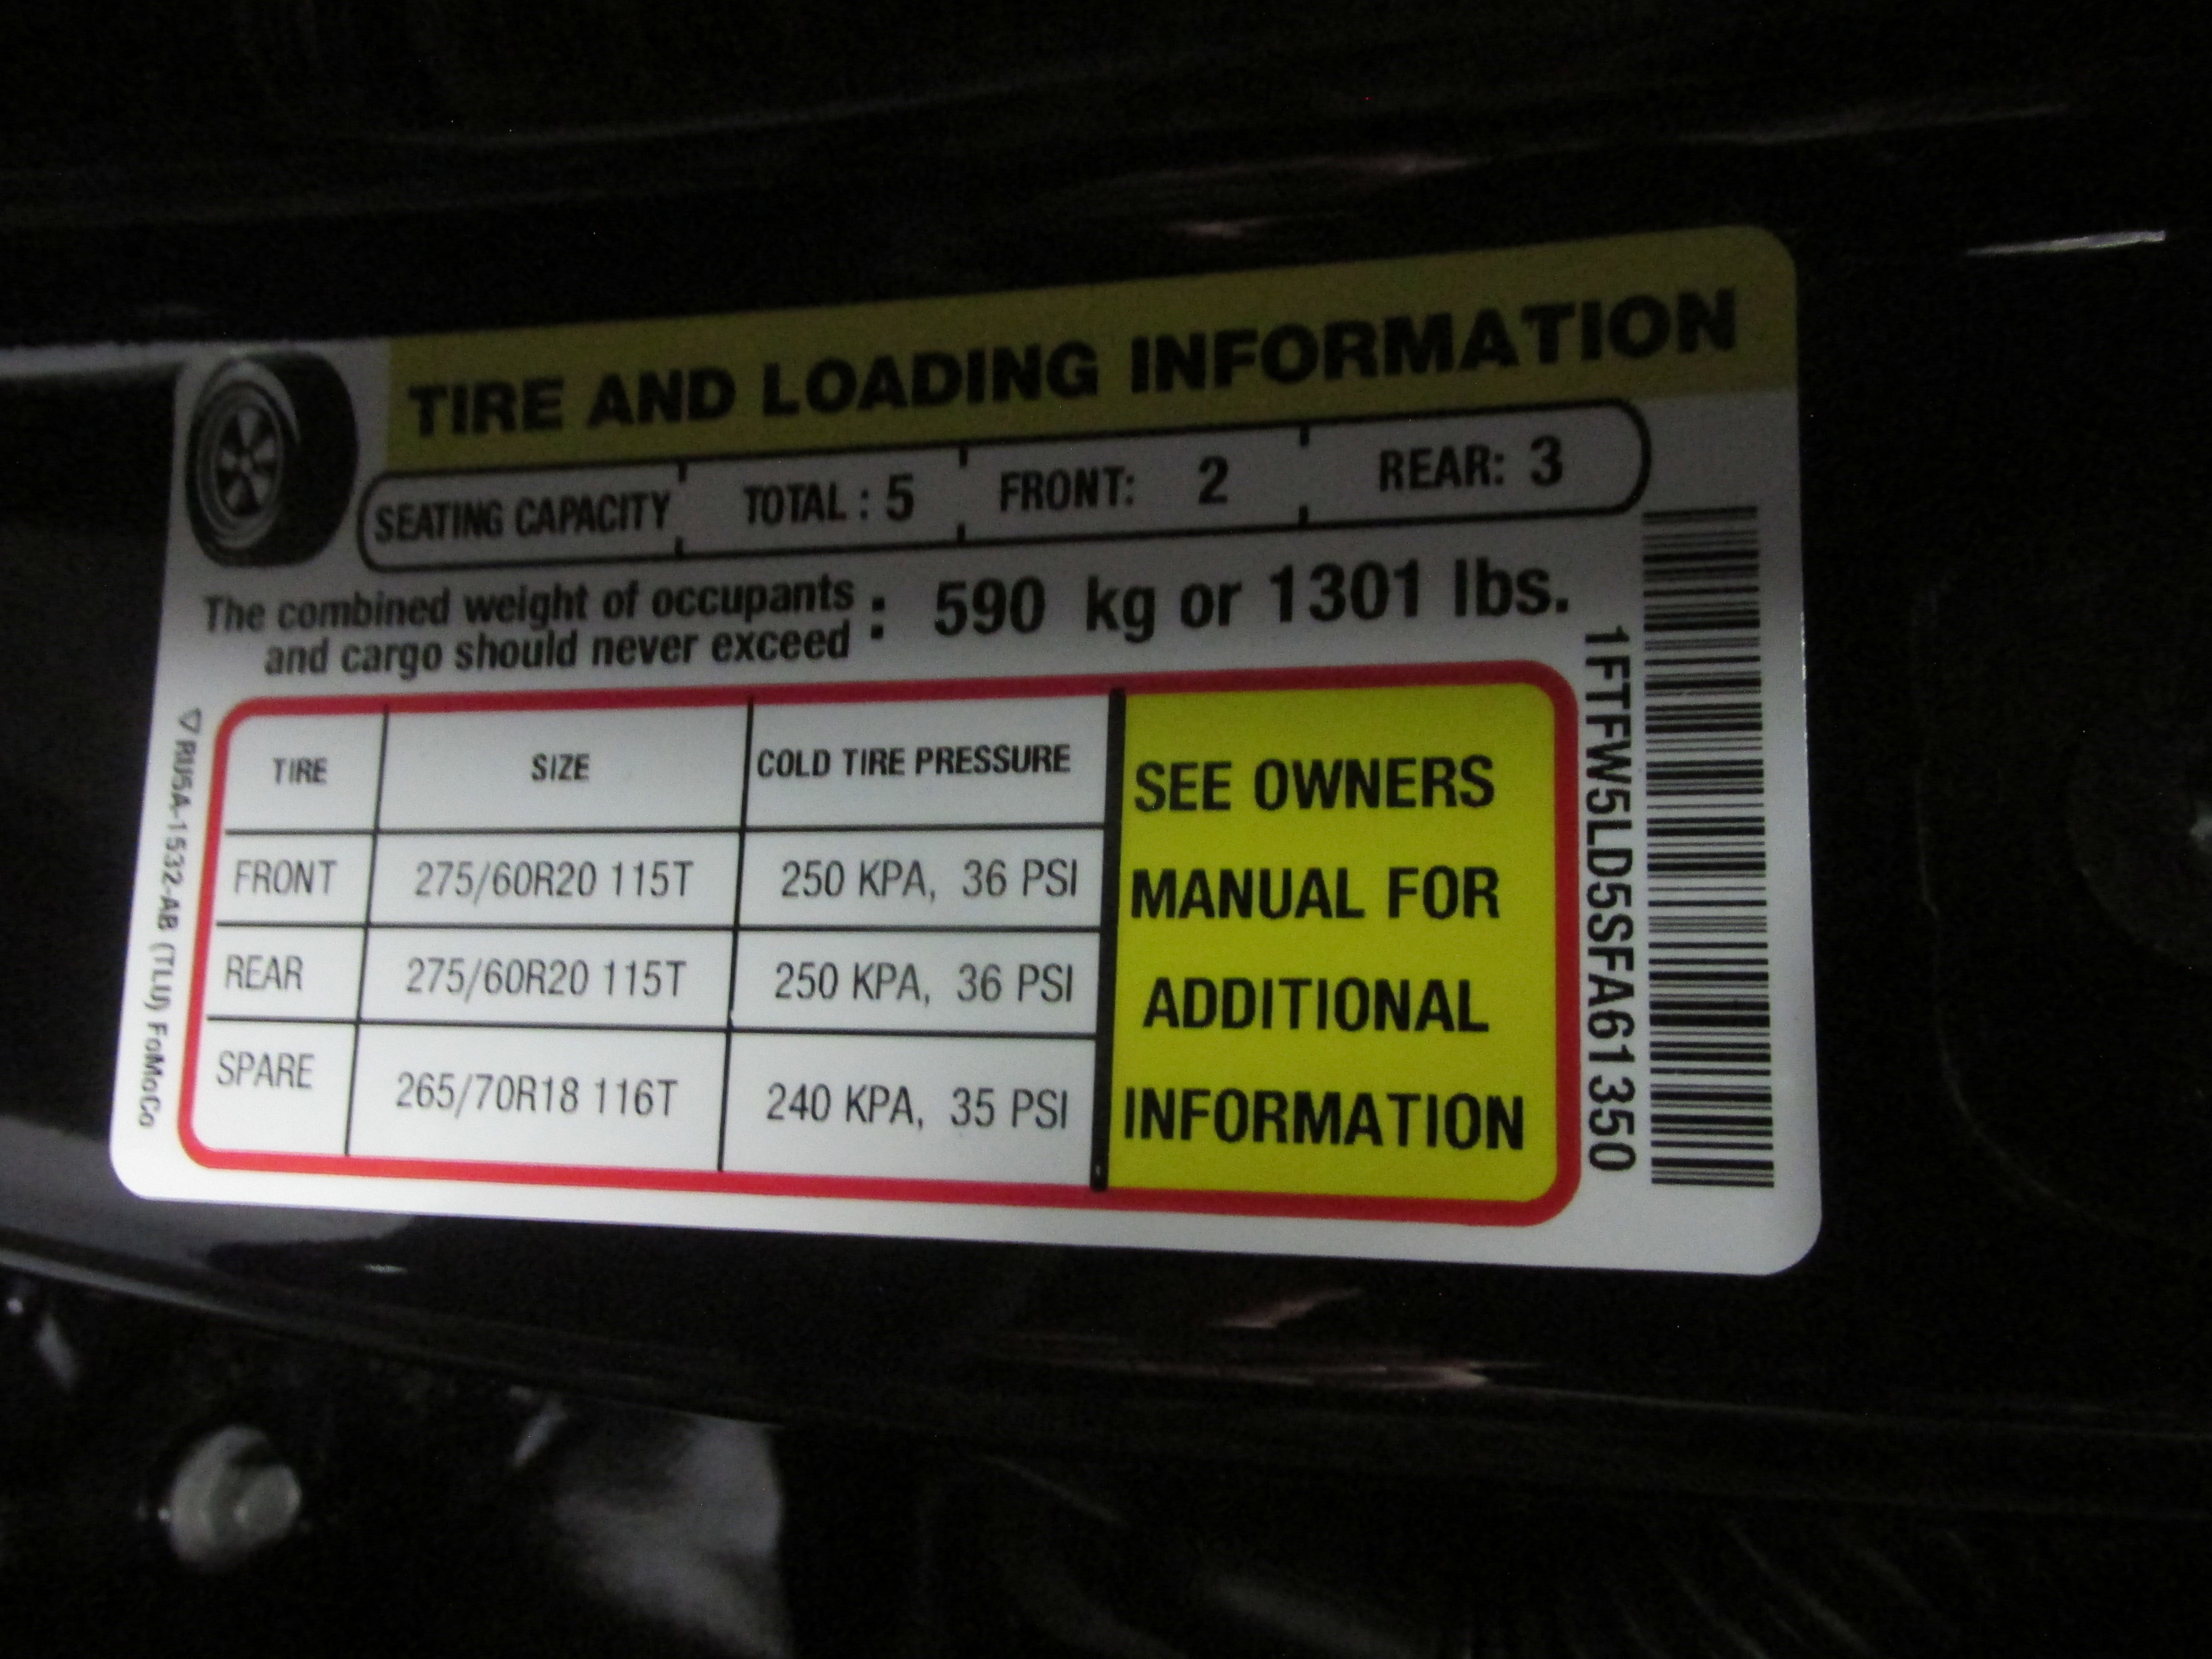 TIRE AND LOADING INFORMATION
SEATING CAPACITY TOTAL : 5 FRONT: 2 REAR: 3
The combined weight of occupants
and cargo should never exceed : 590 kg or 1301 lbs.
TIRE SIZE COLD TIRE PRESSURE
FRONT 275/60R20 115T 250 KPA, 36 PSI
REAR 275/60R20 115T 250 KPA, 36 PSI
SPARE 265/70R18 116T 240 KPA, 35 PSI
SEE OWNERS
MANUAL FOR
ADDITIONAL
INFORMATION
1FTFW5LD5SFA61350
RU5A-1532-AB (TLU) FoMoCo